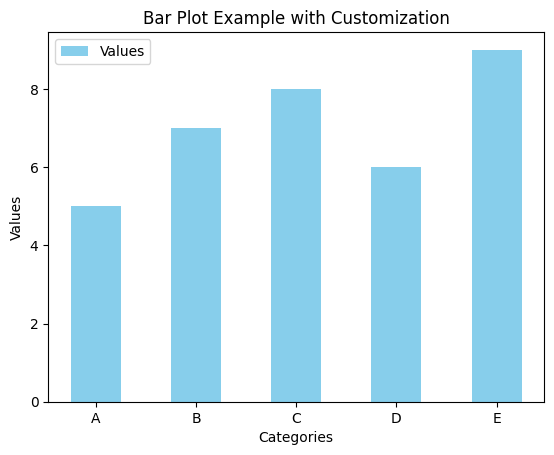 Bar Plot Example with Customization
Values
Values
8
6
4
2
0
A B C D E
Categories